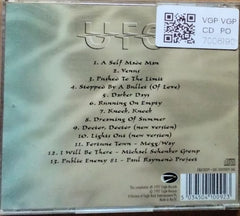 UFO
VGP VGP
CD PO
1. A Self Made Man
2. Venus
3. Pushed To The Limit
4. Stopped By A Bullet (Of Love)
5. Darker Days
6. Running On Empty
7. Knock, Knock
8. Dreaming Of Summer
9. Doctor, Doctor (new version)
10. Lights Out (new version)
11. Fortune Town - Mogg/Way
12. I Will Be There - Michael Schenker Group
13. Public Enemy #1 - Paul Raymond Project